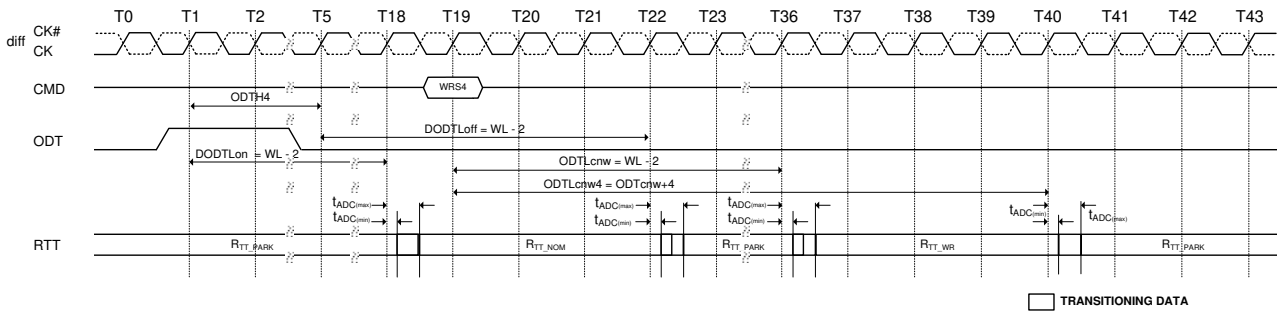 T0 T1 T2 T5 T18 T19 T22 T23 T36 T37 T38 T39 T40 T41 T42 T43
diff CK#
CK
CMD WRS4
ODTH4
ODT DODTLoff = WL - 2
DODTLon = WL - 2 ODTLcnw = WL - 2
ODTLcnw4 = ODTcnw+4
tADC(max) tADC(max) tADC(max) tADC(min) tADC(max)
tADC(min) tADC(min) tADC(min)
RTT RTT_PARK RTT_NOM RTT_PARK RTT_WR RTT_PARK
TRANSITIONING DATA